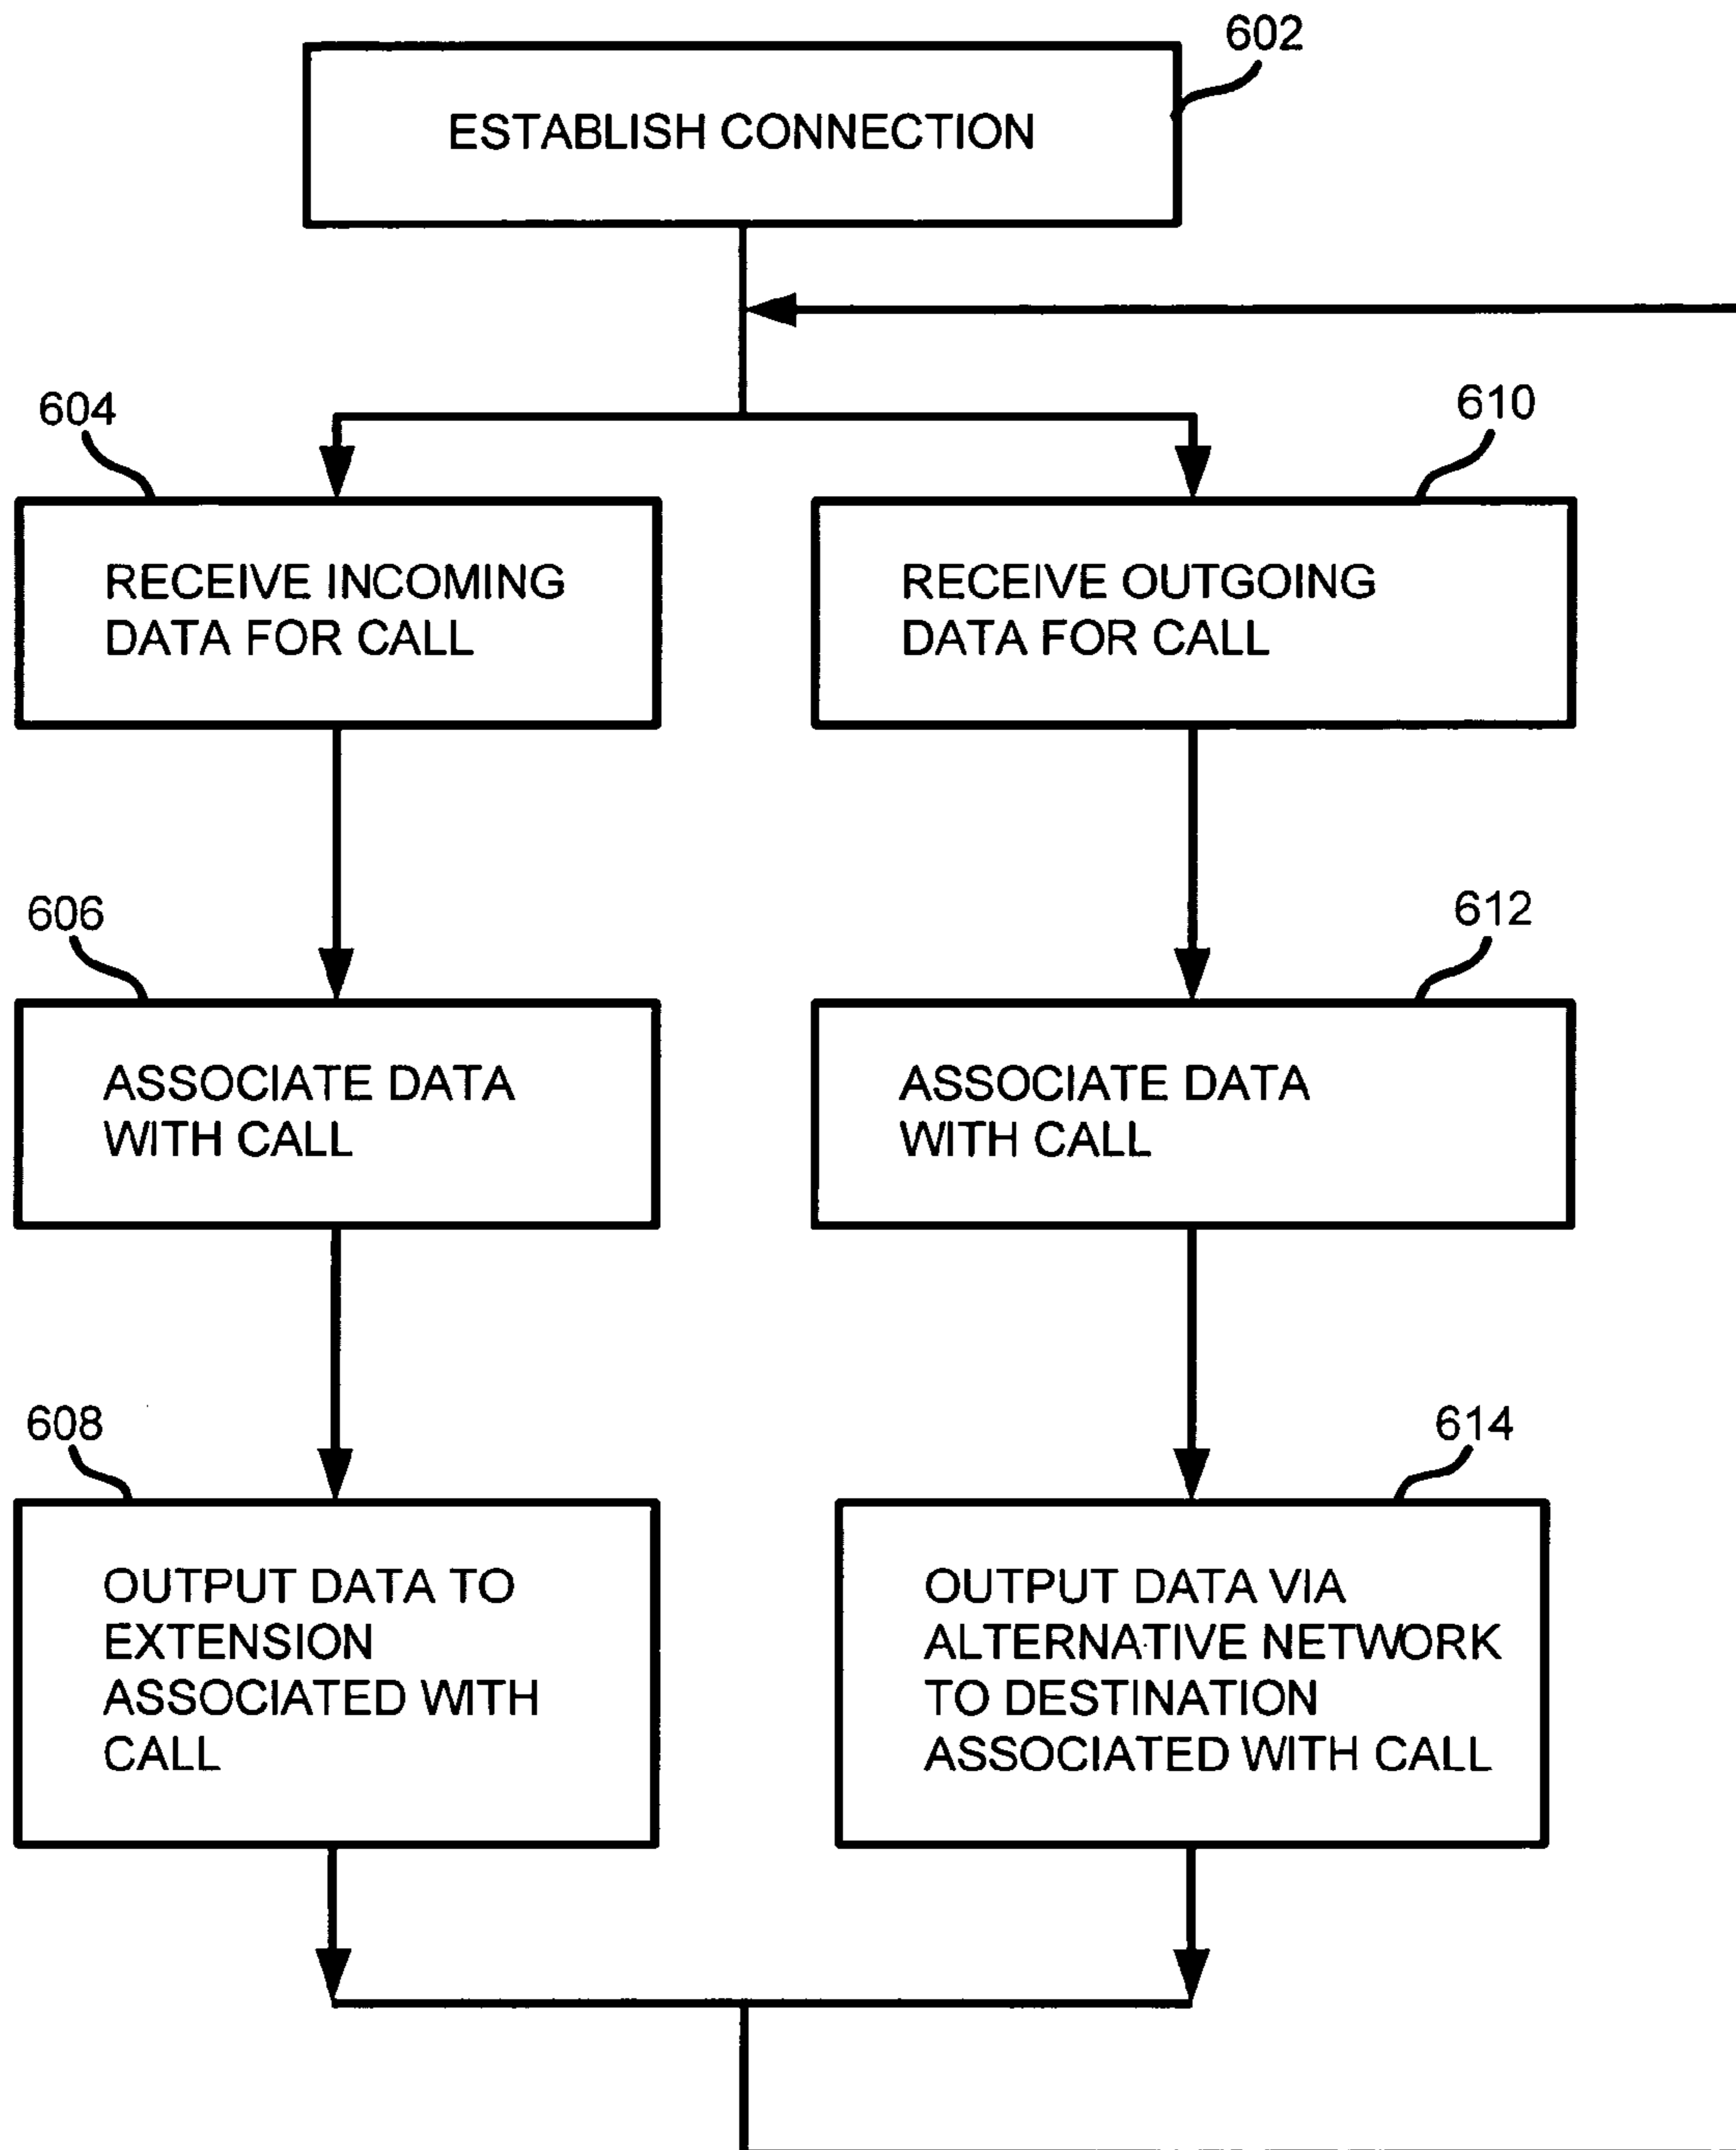 602
ESTABLISH CONNECTION
604
610
RECEIVE INCOMING
DATA FOR CALL
RECEIVE OUTGOING
DATA FOR CALL
606
612
ASSOCIATE DATA
WITH CALL
ASSOCIATE DATA
WITH CALL
608
614
OUTPUT DATA TO
EXTENSION
ASSOCIATED WITH
CALL
OUTPUT DATA VIA
ALTERNATIVE NETWORK
TO DESTINATION
ASSOCIATED WITH CALL